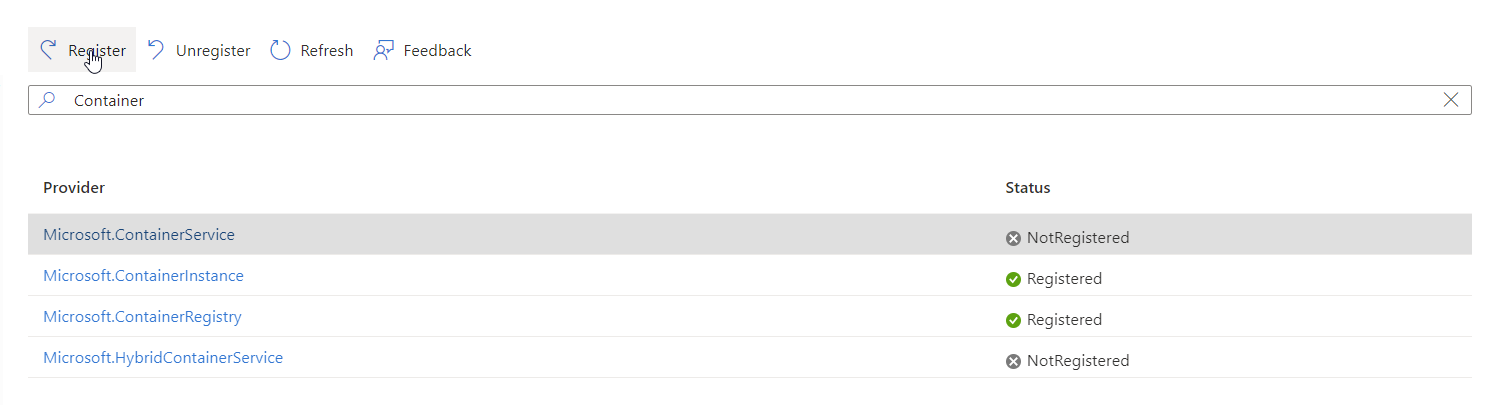 Register Unregister Refresh Feedback
Container
Provider Status
Microsoft.ContainerService NotRegistered
Microsoft.ContainerInstance Registered
Microsoft.ContainerRegistry Registered
Microsoft.HybridContainerService NotRegistered